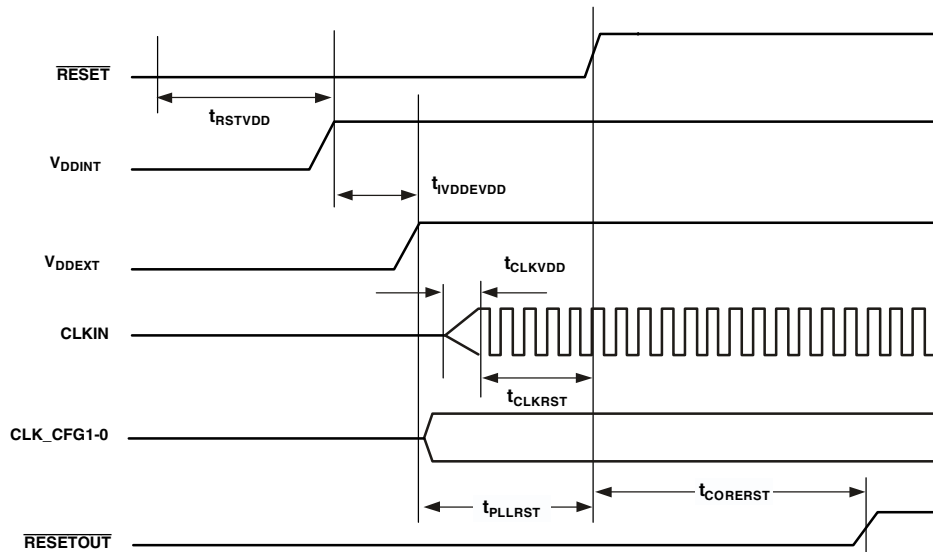 RESET
tRSTVDD
VDDINT
tIVDDEVDD
VDDEXT
tCLKVDD
CLKIN
tCLKRST
CLK_CFG1-0
tPLLRST
tCORERST
RESETOUT